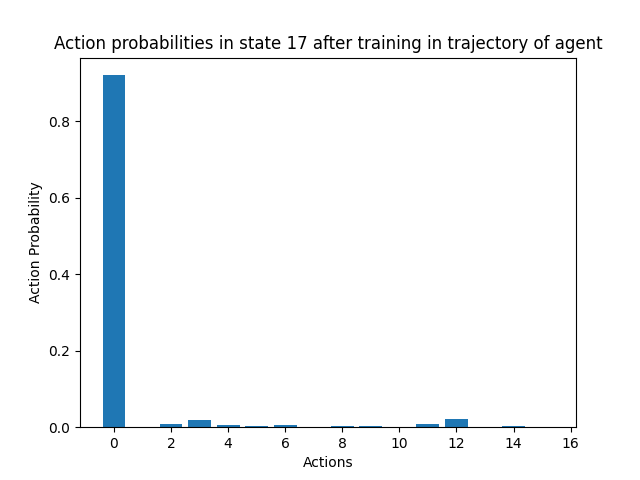 Action probabilities in state 17 after training in trajectory of agent
Action Probability
0.8
0.6
0.4
0.2
0.0
0 2 4 6 8 10 12 14 16
Actions